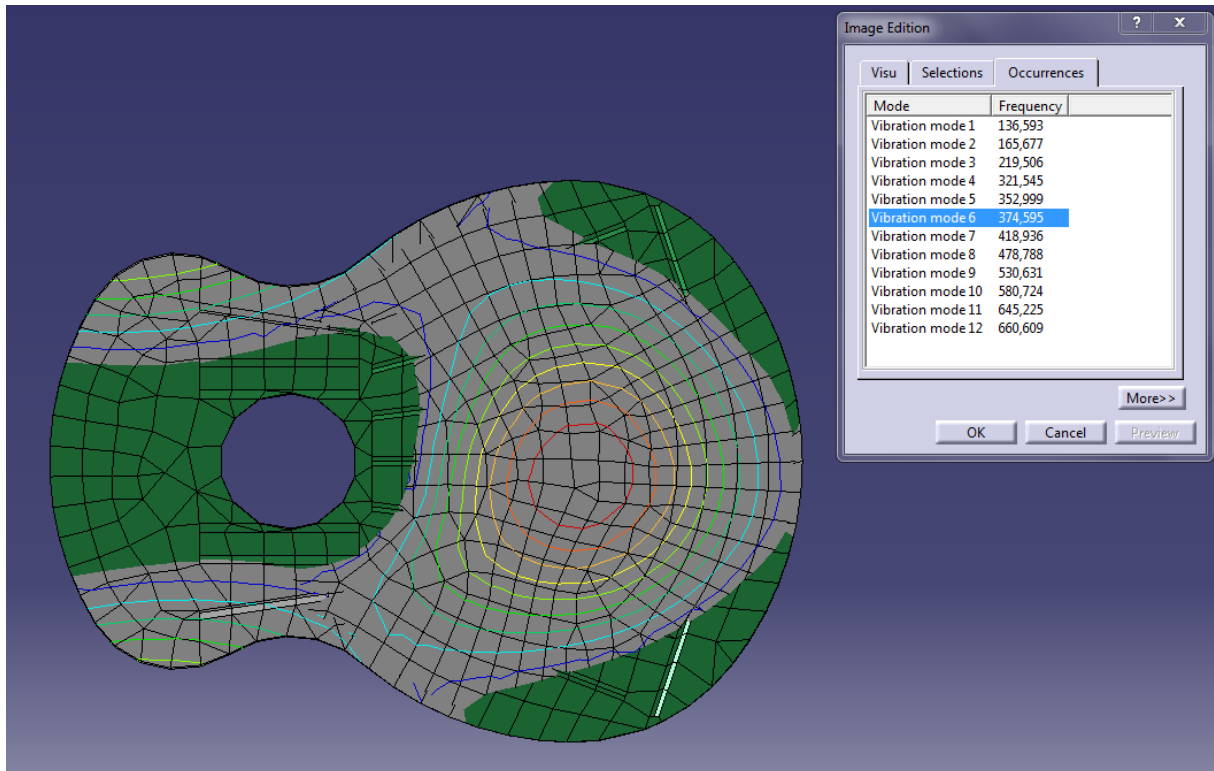 Image Edition
? X
Visu Selections Occurrences
Mode Frequency
Vibration mode 1 136,593
Vibration mode 2 165,677
Vibration mode 3 219,506
Vibration mode 4 321,545
Vibration mode 5 352,999
Vibration mode 6 374,595
Vibration mode 7 418,936
Vibration mode 8 478,788
Vibration mode 9 530,631
Vibration mode 10 580,724
Vibration mode 11 645,225
Vibration mode 12 660,609
More>>
OK Cancel Preview